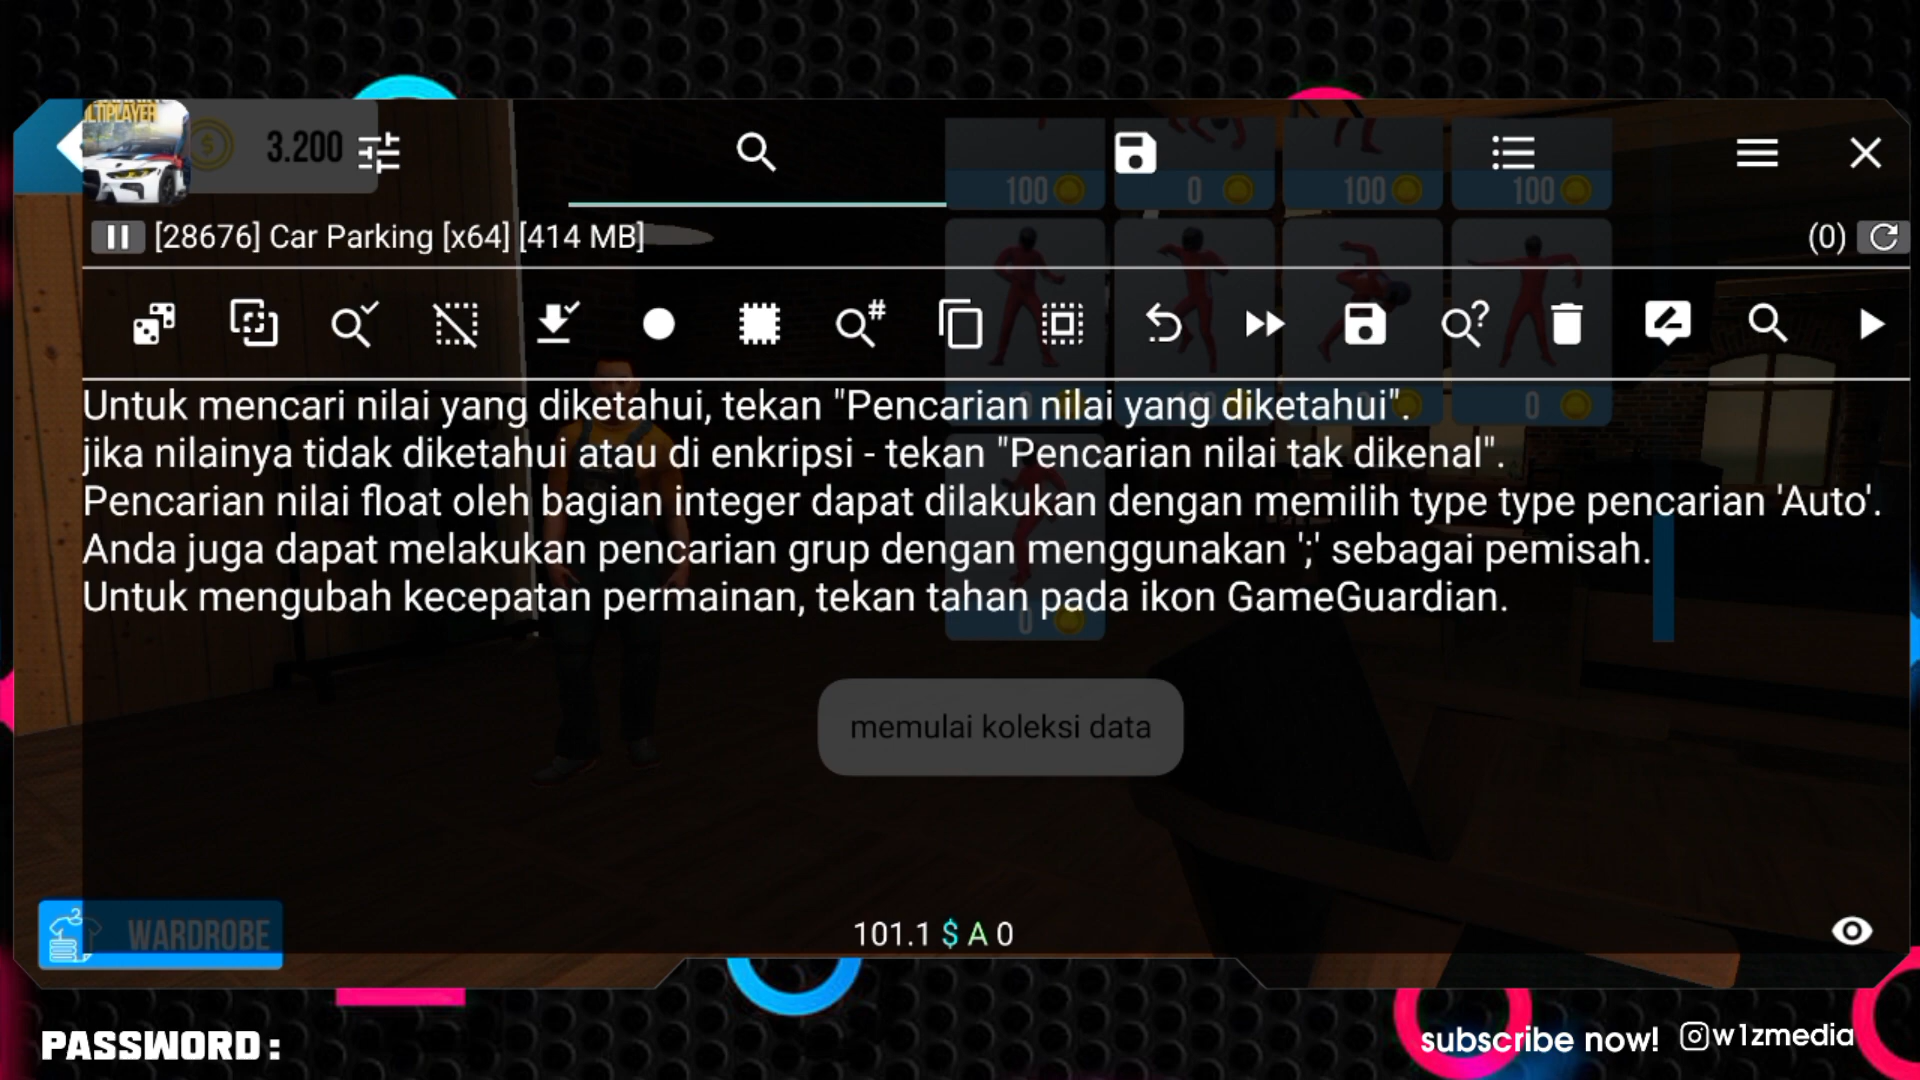 LTIPLAYER
3.200
100 0 100 100
[28676] Car Parking [x64] [414 MB]
(0)
Untuk mencari nilai yang diketahui, tekan "Pencarian nilai yang diketahui".
jika nilainya tidak diketahui atau di enkripsi - tekan "Pencarian nilai tak dikenal".
Pencarian nilai float oleh bagian integer dapat dilakukan dengan memilih type type pencarian 'Auto'.
Anda juga dapat melakukan pencarian grup dengan menggunakan ';' sebagai pemisah.
Untuk mengubah kecepatan permainan, tekan tahan pada ikon GameGuardian.
0
0
memulai koleksi data
WARDROBE
101.1 $ A 0
PASSWORD:
subscribe now! w1zmedia